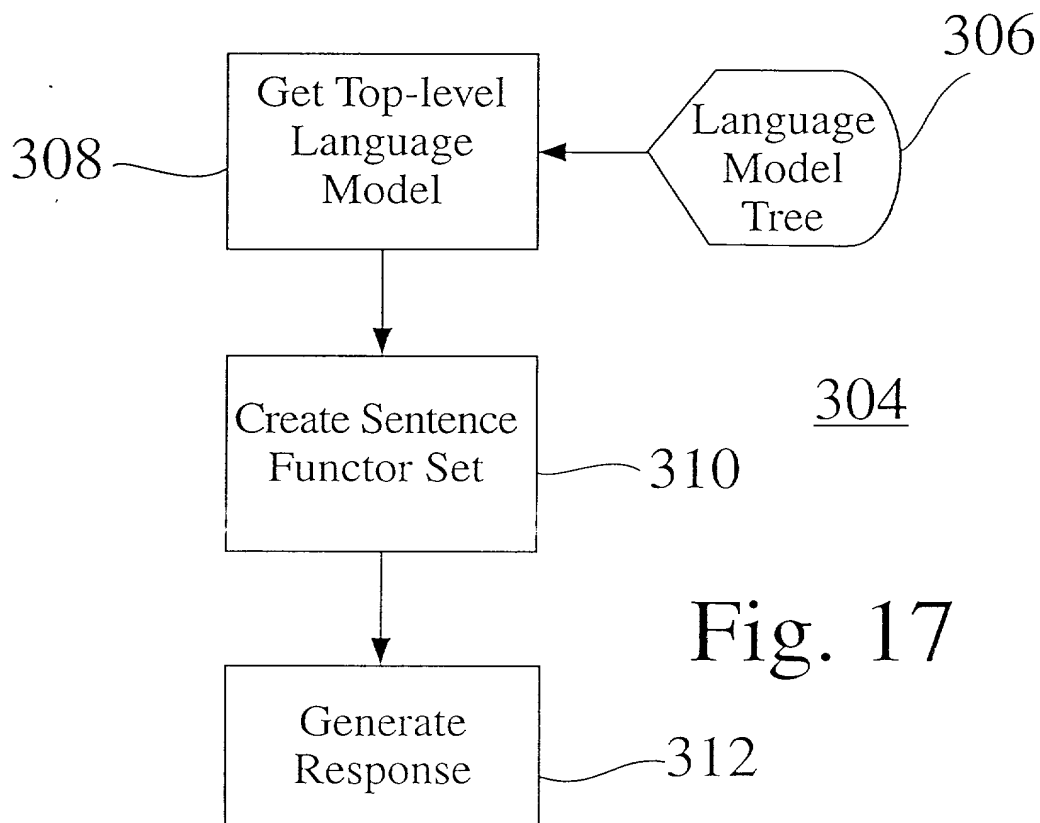 306
Get Top-level
Language
Model
308
Language
Model
Tree
Create Sentence
Functor Set
304
310
Fig. 17
Generate
Response
312